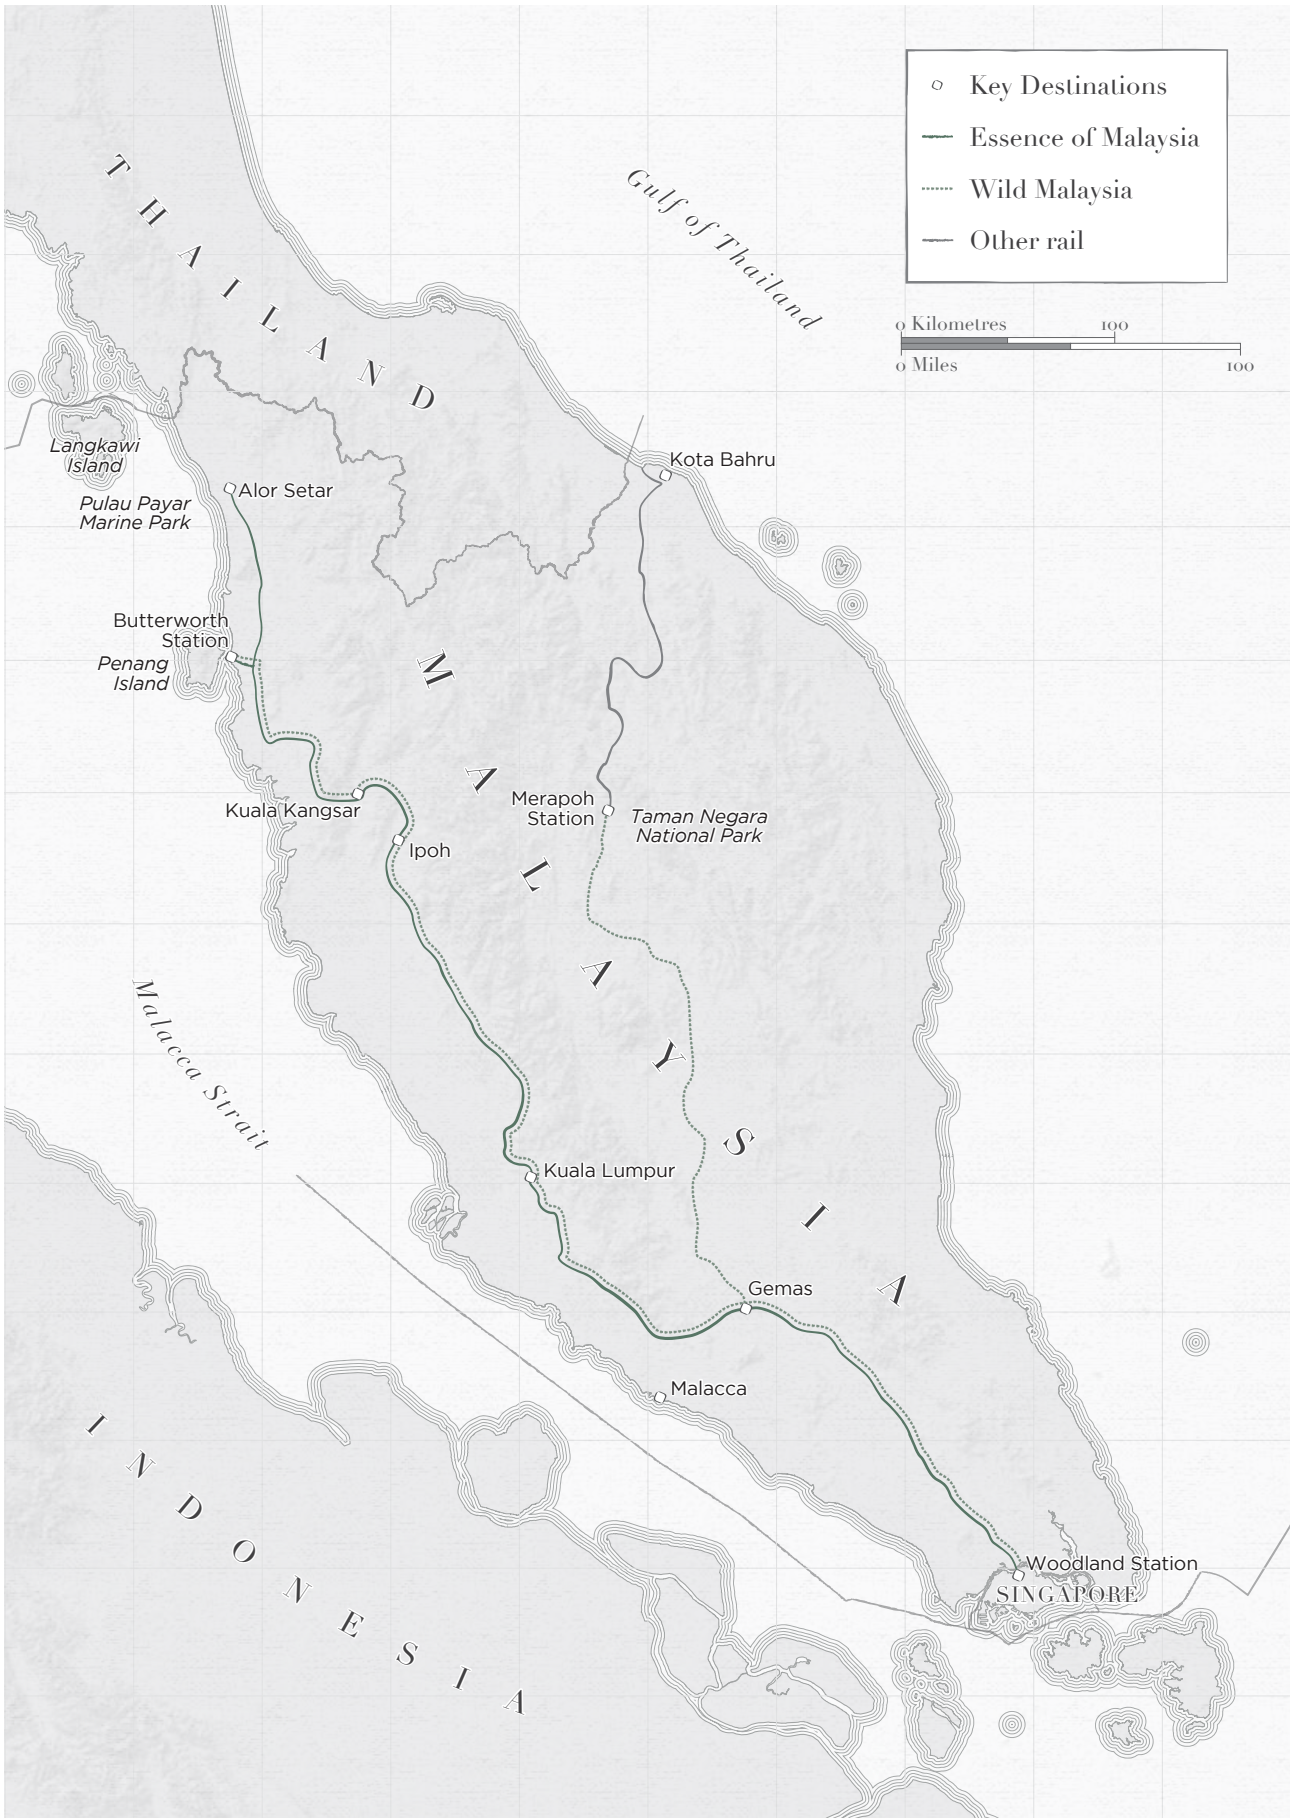 Key Destinations
Essence of Malaysia
Wild Malaysia
Other rail
0 Kilometres 100
0 Miles 100
Gulf of Thailand
THAILAND
Langkawi
Island
Kota Bahru
Alor Setar
Pulau Payar
Marine Park
Butterworth
Station
Penang
Island
MALAYSIA
Kuala Kangsar
Merapoh
Station
Taman Negara
National Park
Ipoh
Malacca Strait
Kuala Lumpur
Gemas
Malacca
INDONESIA
Woodland Station
SINGAPORE